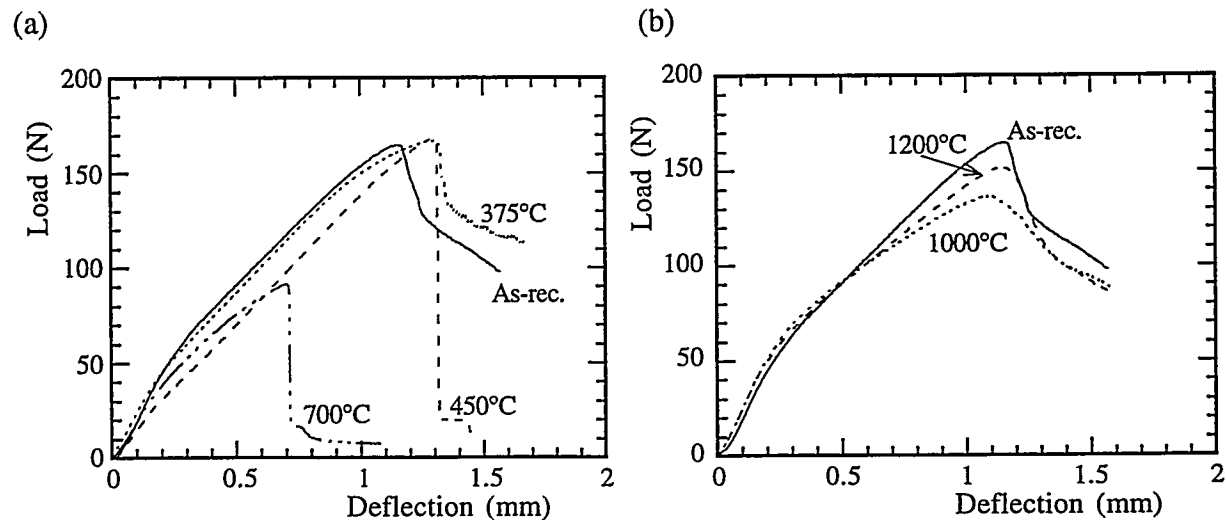 (a)
200
150
100
50
0
Load (N)
375°C
As-rec.
700°C
450°C
0 0.5 1 1.5 2
Deflection (mm)
(b)
200
150
100
50
0
Load (N)
As-rec.
1200°C
1000°C
0 0.5 1 1.5 2
Deflection (mm)